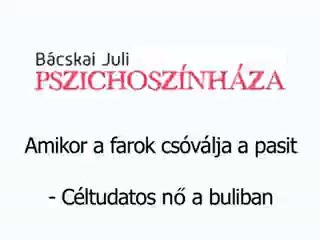 Bácskai Juli
PSZICHOSZÍNHÁZA
Amikor a farok csóválja a pasit
- Céltudatos nő a buliban